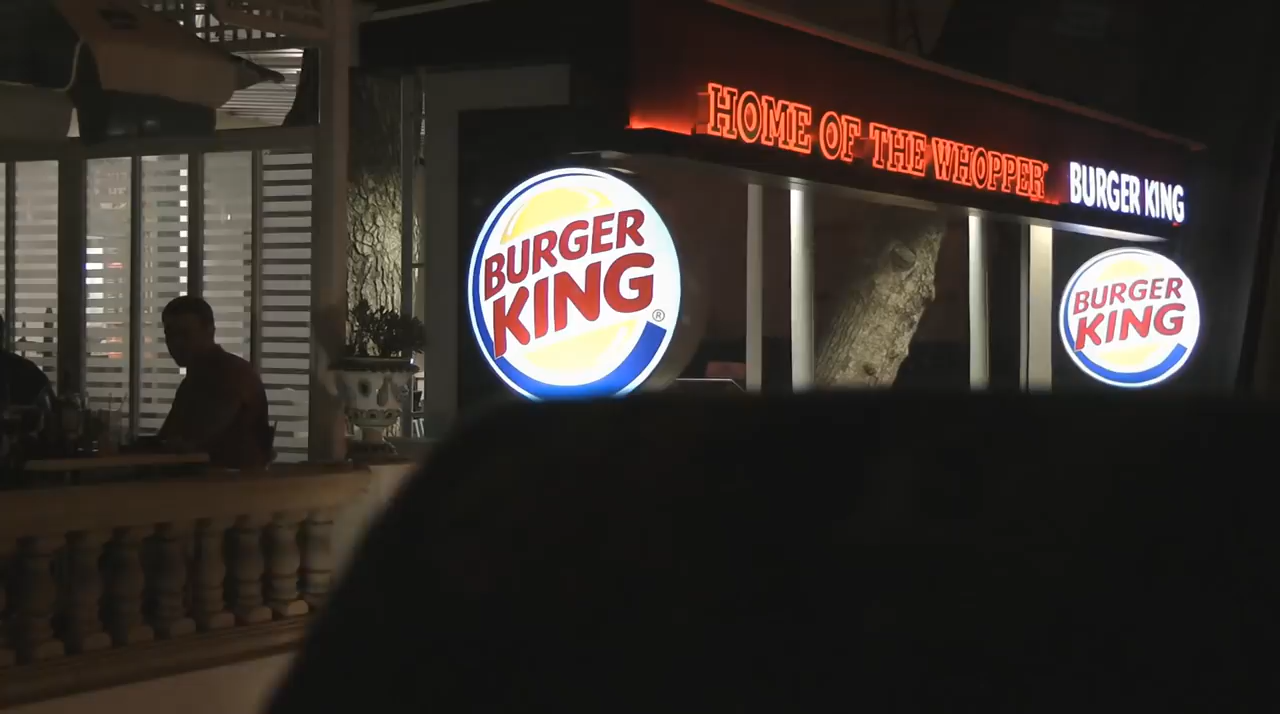 HOME OF THE WHOPPER
BURGER KING
BURGER
KING
®
BURGER
KING